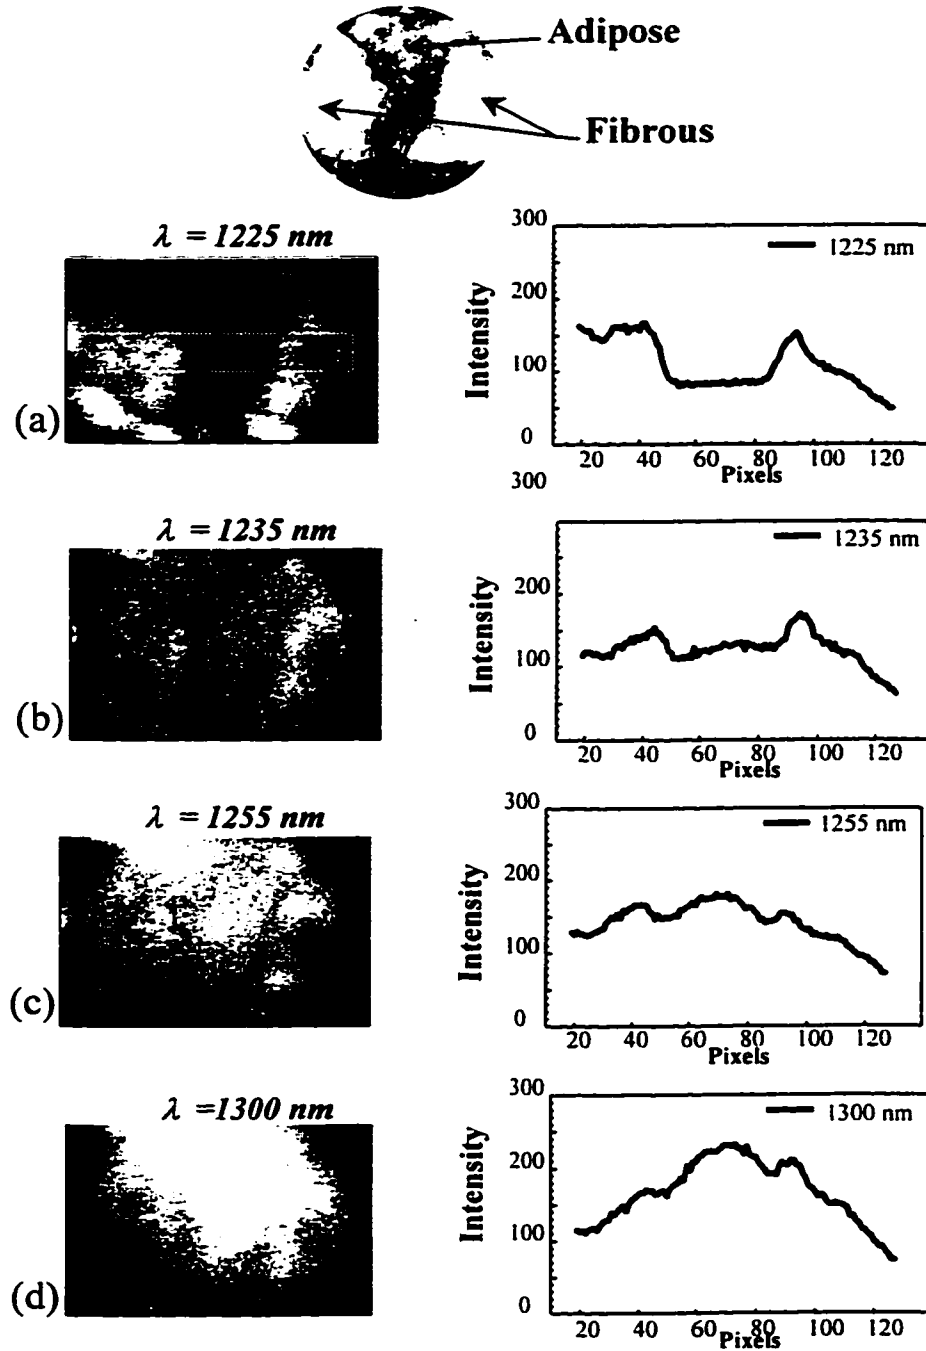 Adipose
Fibrous
λ = 1225 nm
(a)
300
200
100
0
Intensity
1225 nm
20 40 60 80 100 120
Pixels
λ = 1235 nm
(b)
300
200
100
0
Intensity
1235 nm
20 40 60 80 100 120
Pixels
λ = 1255 nm
(c)
300
200
100
0
Intensity
1255 nm
20 40 60 80 100 120
Pixels
λ =1300 nm
(d)
300
200
100
0
Intensity
1300 nm
20 40 60 80 100 120
Pixels